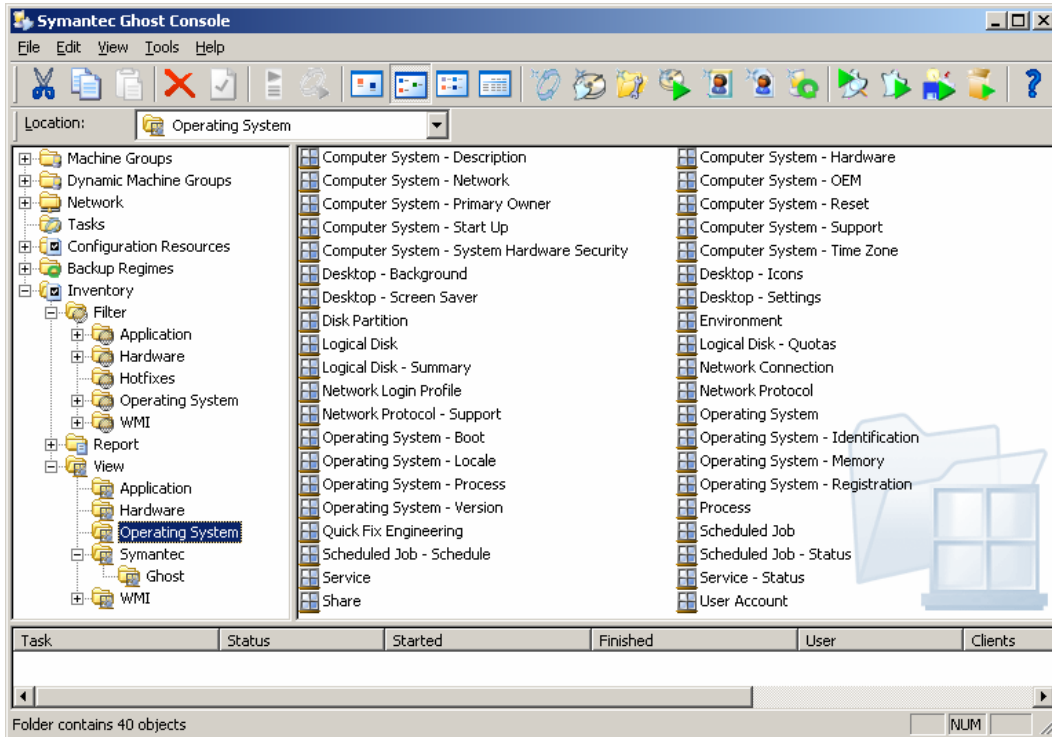 Symantec Ghost Console
File Edit View Tools Help
Location: Operating System
Machine Groups
Dynamic Machine Groups
Network
Tasks
Configuration Resources
Backup Regimes
Inventory
Filter
Application
Hardware
Hotfixes
Operating System
WMI
Report
View
Application
Hardware
Operating System
Symantec
Ghost
WMI
Computer System - Description Computer System - Hardware
Computer System - Network Computer System - OEM
Computer System - Primary Owner Computer System - Reset
Computer System - Start Up Computer System - Support
Computer System - System Hardware Security Computer System - Time Zone
Desktop - Background Desktop - Icons
Desktop - Screen Saver Desktop - Settings
Disk Partition Environment
Logical Disk Logical Disk - Quotas
Logical Disk - Summary Network Connection
Network Login Profile Network Protocol
Network Protocol - Support Operating System
Operating System - Boot Operating System - Identification
Operating System - Locale Operating System - Memory
Operating System - Process Operating System - Registration
Operating System - Version Process
Quick Fix Engineering Scheduled Job
Scheduled Job - Schedule Scheduled Job - Status
Service Service - Status
Share User Account
Task Status Started Finished User Clients
Folder contains 40 objects NUM